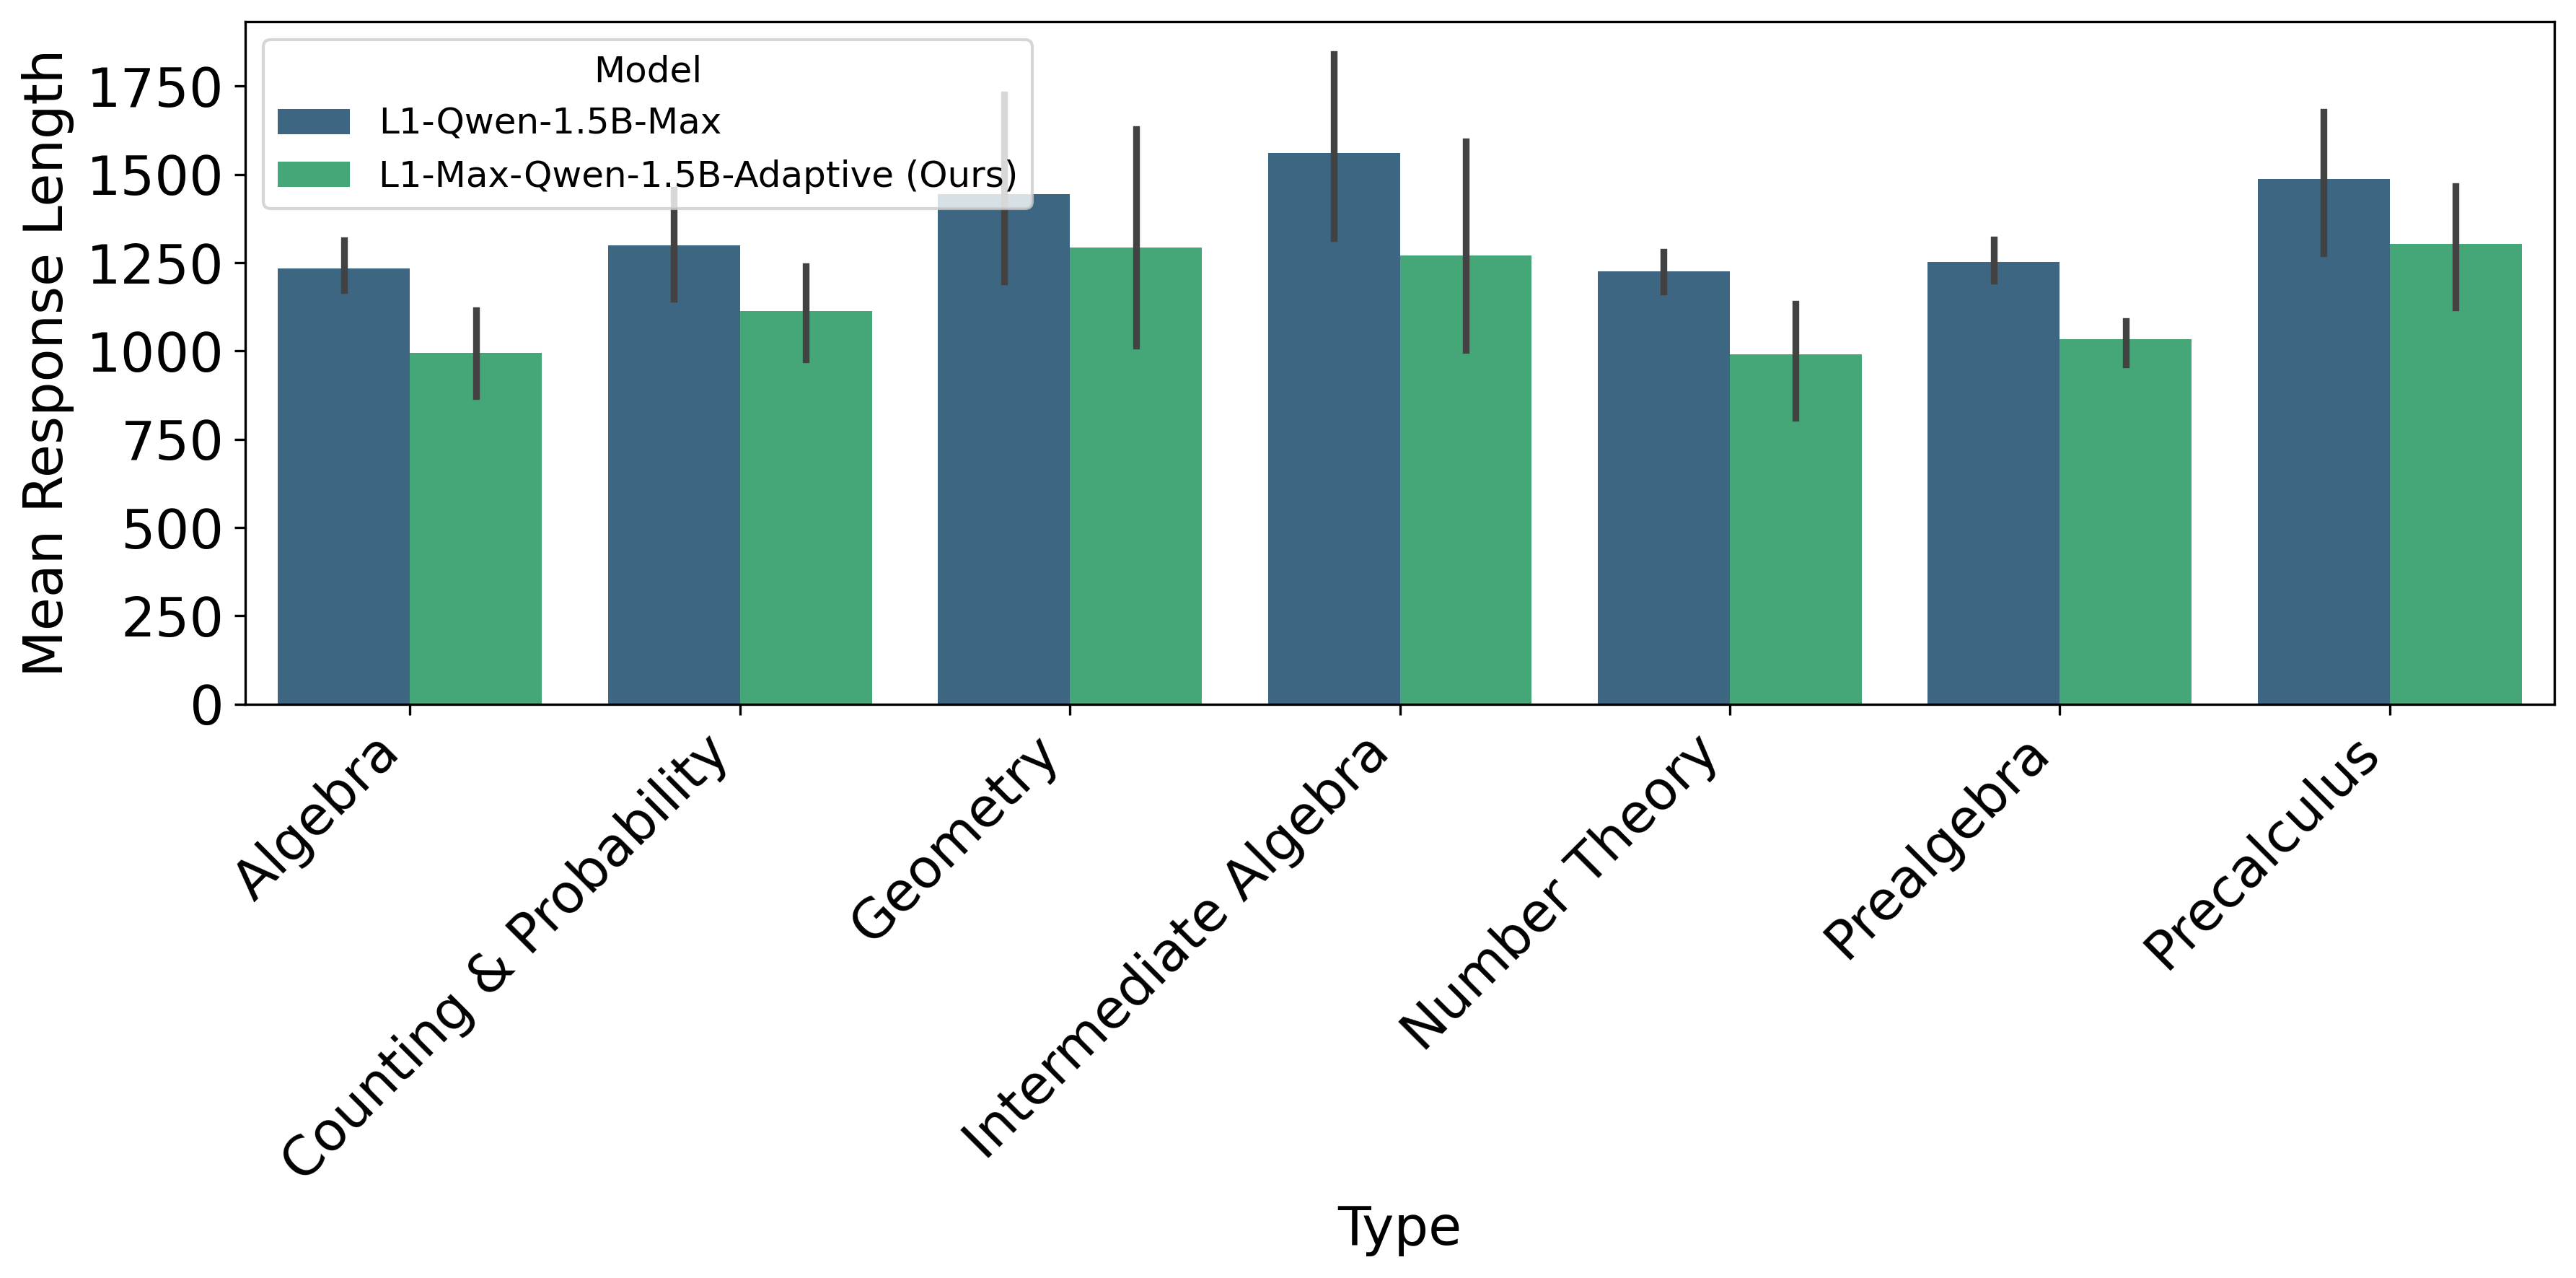 Mean Response Length
1750
1500
1250
1000
750
500
250
0
Model
L1-Qwen-1.5B-Max
L1-Max-Qwen-1.5B-Adaptive (Ours)
Algebra
Counting & Probability
Geometry
Intermediate Algebra
Number Theory
Prealgebra
Precalculus
Type